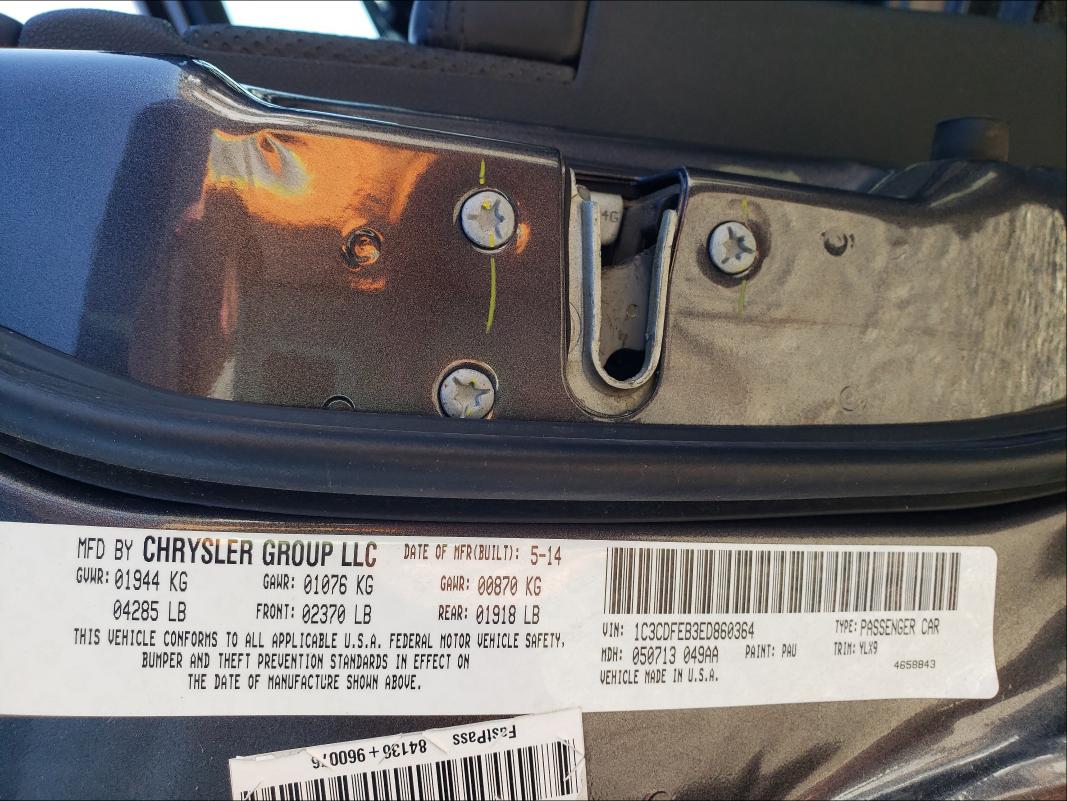 4G
MFD BY CHRYSLER GROUP LLC DATE OF MFR(BUILT): 5-14
GVWR: 01944 KG GAWR: 01076 KG GAWR: 00870 KG
04285 LB FRONT: 02370 LB REAR: 01918 LB
THIS VEHICLE CONFORMS TO ALL APPLICABLE U.S.A. FEDERAL MOTOR VEHICLE SAFETY,
BUMPER AND THEFT PREVENTION STANDARDS IN EFFECT ON
THE DATE OF MANUFACTURE SHOWN ABOVE.
VIN: 1C3CDFEB3ED860364 TYPE: PASSENGER CAR
MDH: 050713 049AA PAINT: PAU TRIM: YLX9
VEHICLE MADE IN U.S.A. 4658843
FastPass
84136 + 960076